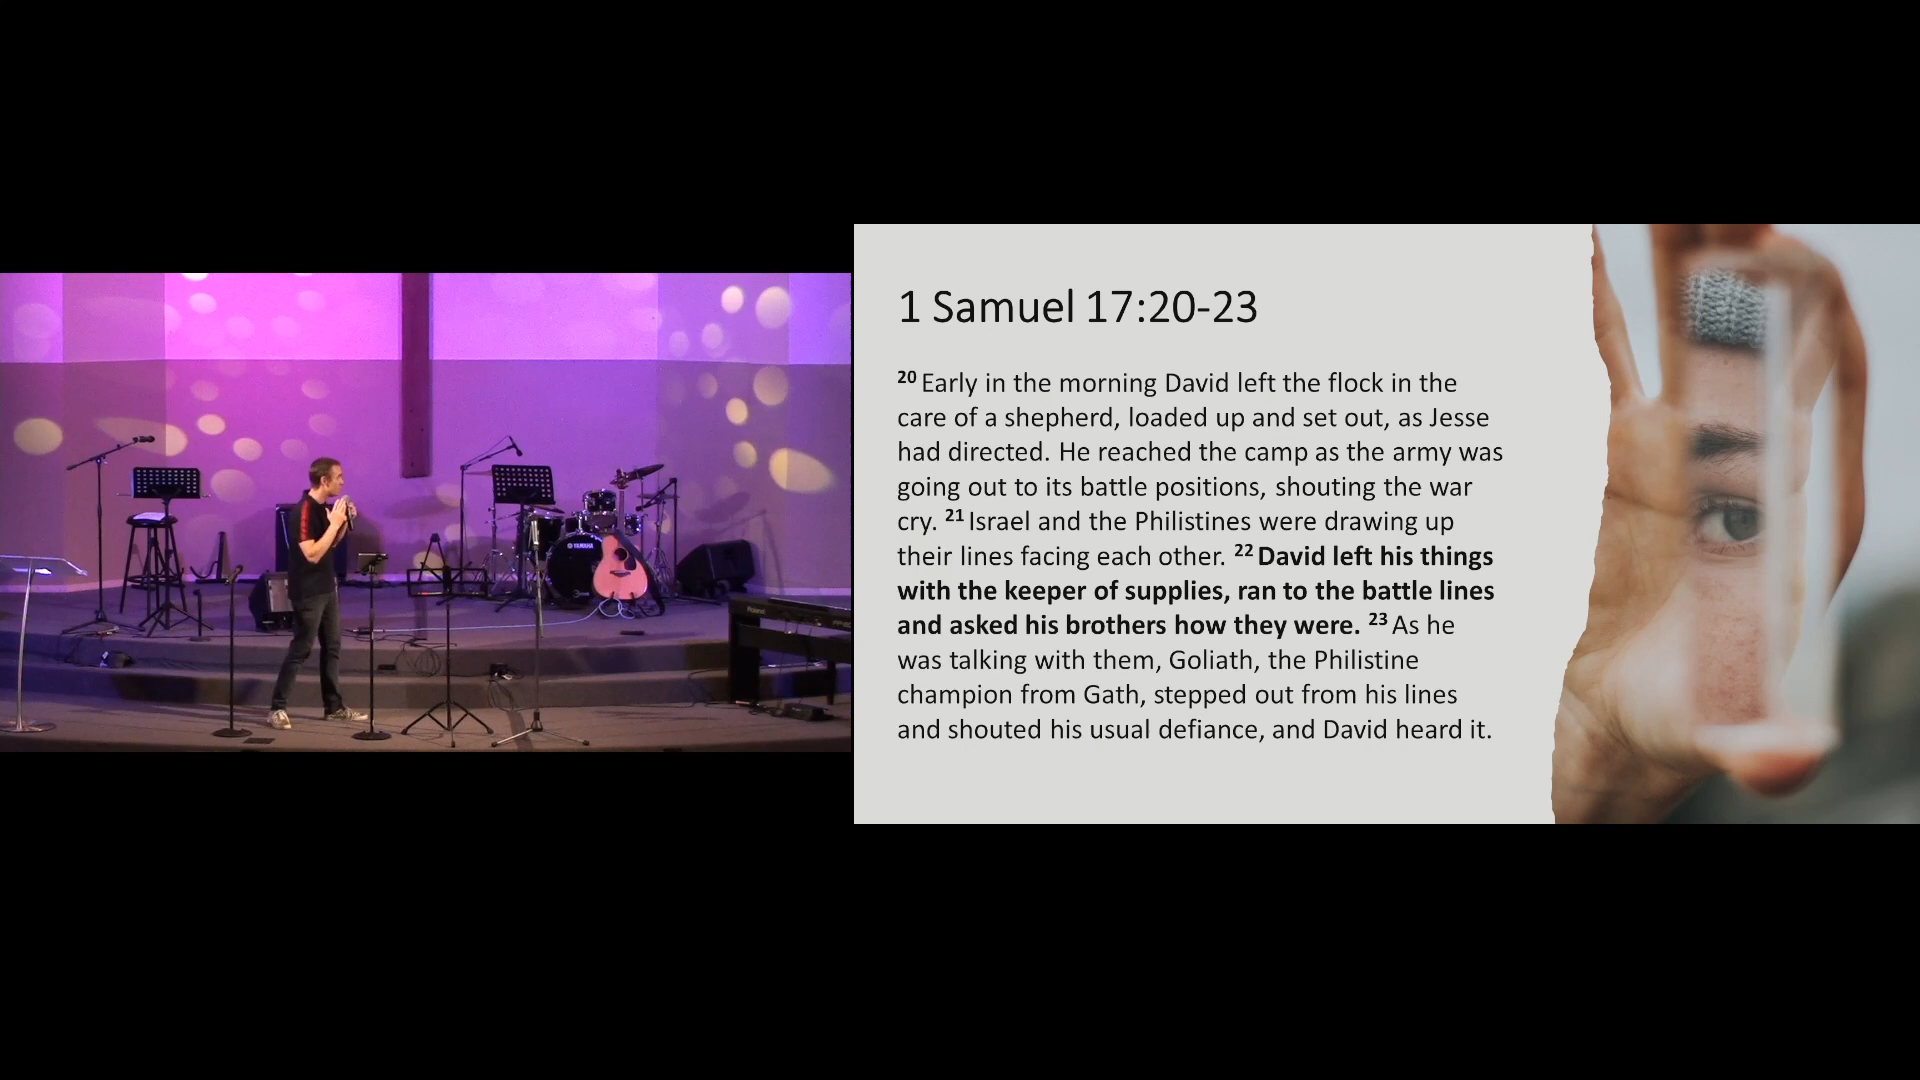 1 Samuel 17:20-23
20 Early in the morning David left the flock in the
care of a shepherd, loaded up and set out, as Jesse
had directed. He reached the camp as the army was
going out to its battle positions, shouting the war
cry. 21 Israel and the Philistines were drawing up
their lines facing each other. 22 David left his things
with the keeper of supplies, ran to the battle lines
and asked his brothers how they were. 23 As he
was talking with them, Goliath, the Philistine
champion from Gath, stepped out from his lines
and shouted his usual defiance, and David heard it.
YAMAHA
Roland